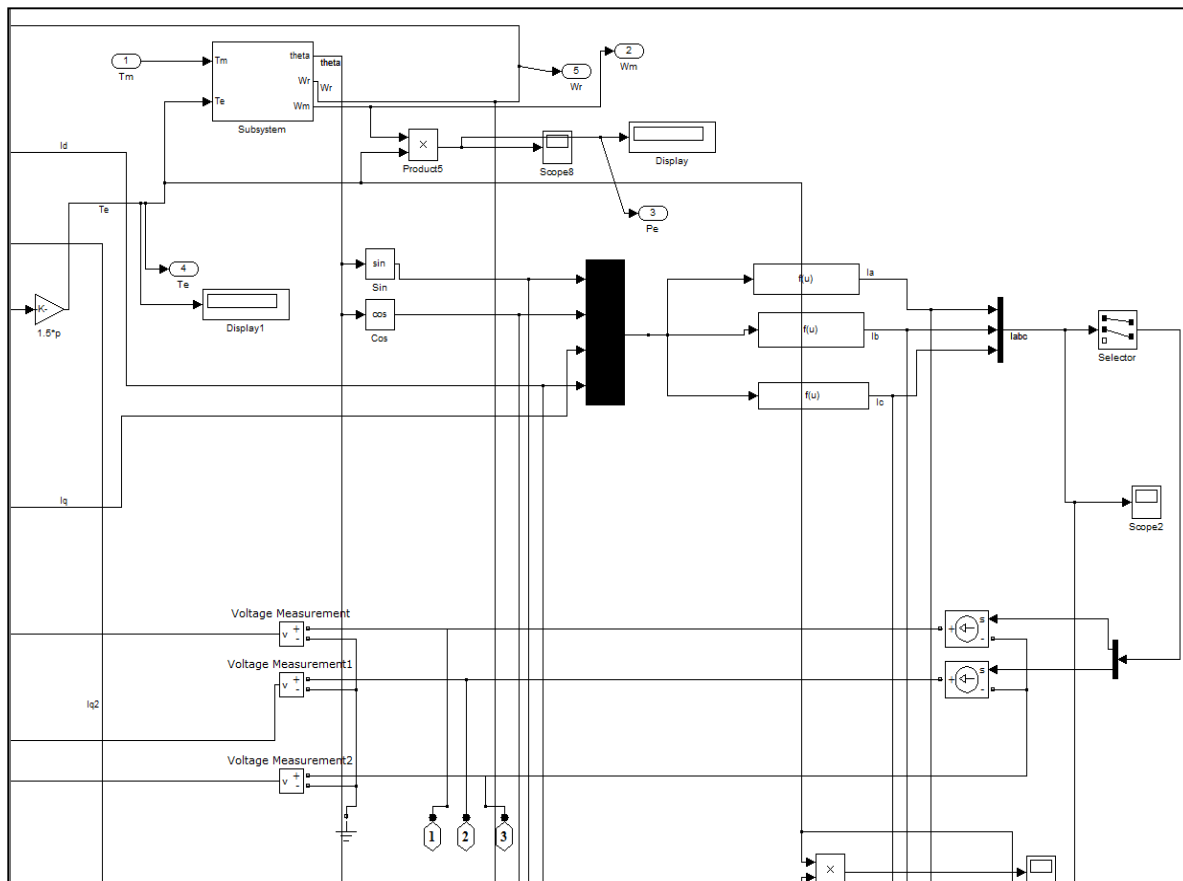 1
Tm
Tm
Te
theta
Wr
Wm
theta
Wr
Subsystem
2
Wm
5
Wr
Id
×
Product5
Scope8
Display
3
Pe
Te
4
Te
Display1
-K-
1.5*p
sin
Sin
cos
Cos
f(u)
Ia
f(u)
Ib
f(u)
Ic
Iabc
Selector
Iq
Scope2
Voltage Measurement
v
+
-
+
s
-
Voltage Measurement1
v
+
-
+
s
-
Iq2
Voltage Measurement2
v
+
-
1
2
3
×